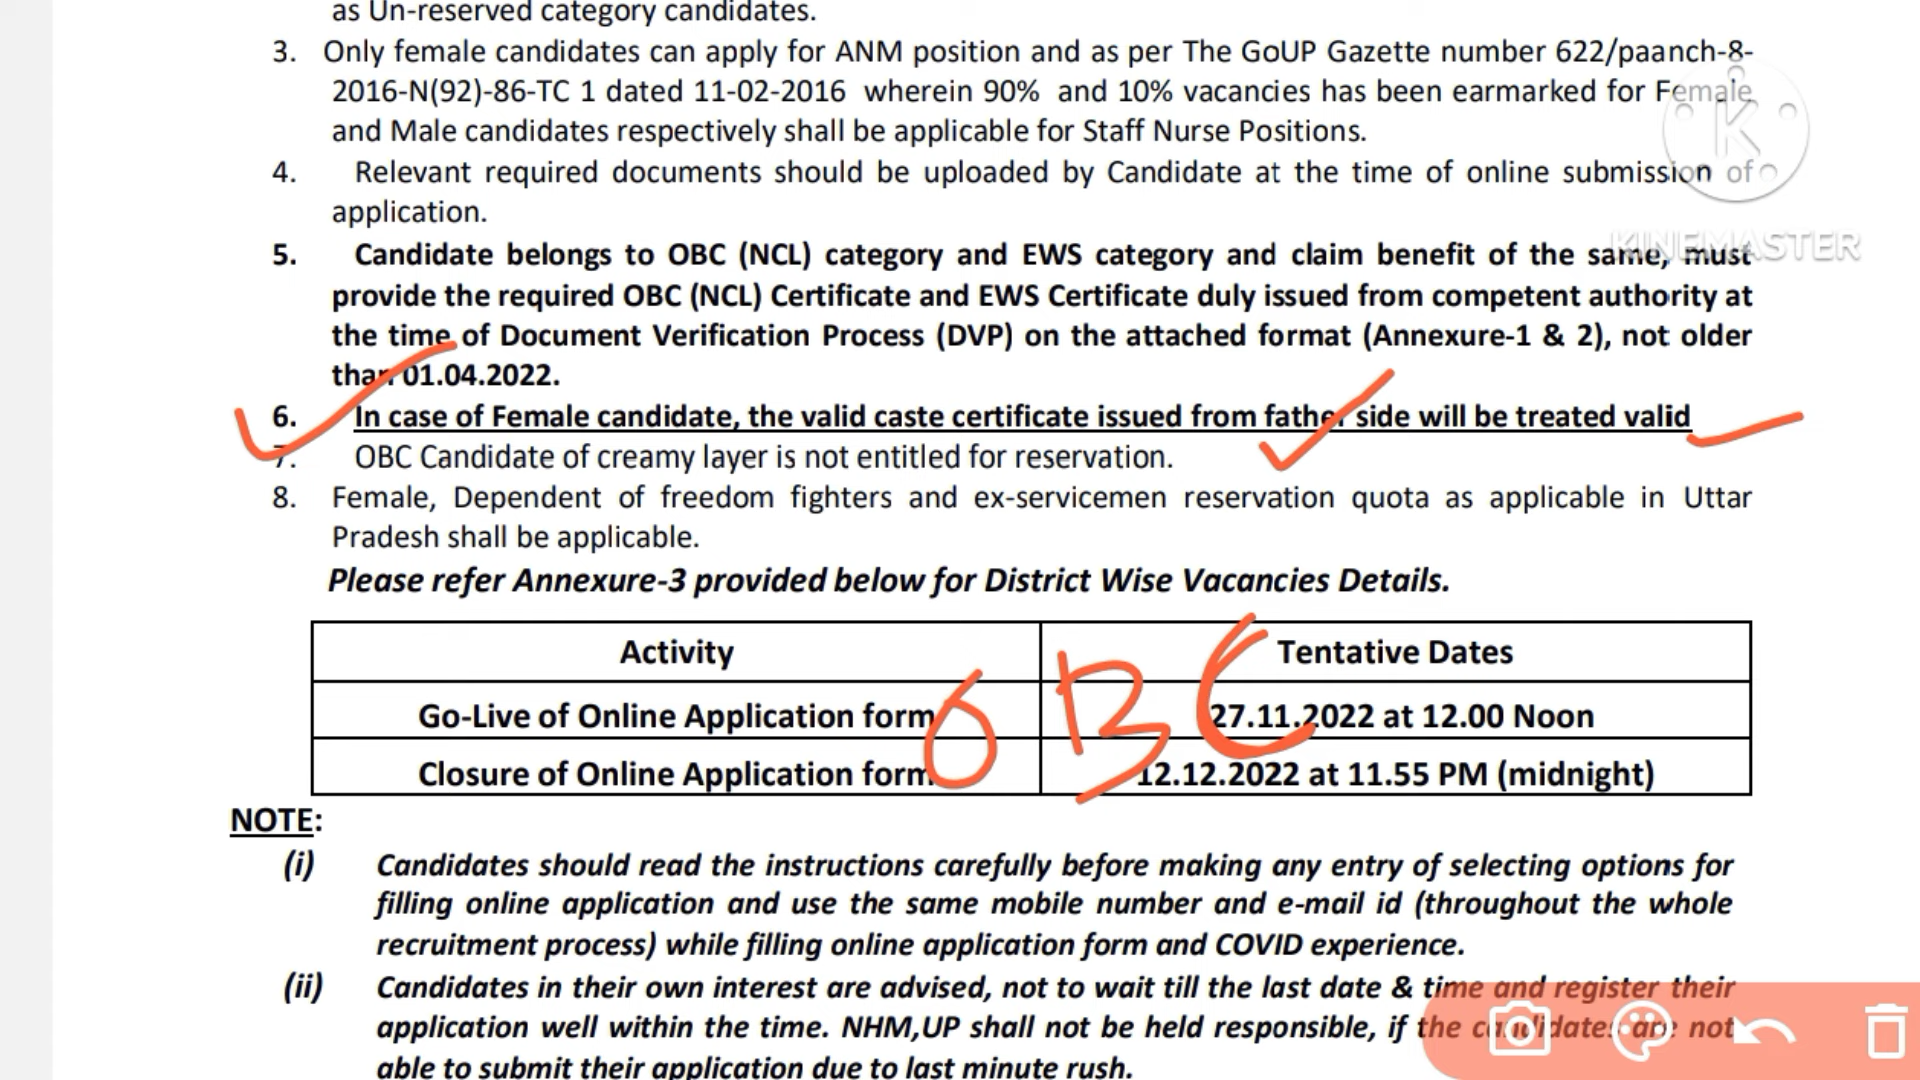 as Un-reserved category candidates.
3. Only female candidates can apply for ANM position and as per The GoUP Gazette number 622/paanch-8-
2016-N(92)-86-TC 1 dated 11-02-2016 wherein 90% and 10% vacancies has been earmarked for Female
and Male candidates respectively shall be applicable for Staff Nurse Positions.
4. Relevant required documents should be uploaded by Candidate at the time of online submission of
application.
5. Candidate belongs to OBC (NCL) category and EWS category and claim benefit of the same, must
provide the required OBC (NCL) Certificate and EWS Certificate duly issued from competent authority at
the time of Document Verification Process (DVP) on the attached format (Annexure-1 & 2), not older
than 01.04.2022.
6. In case of Female candidate, the valid caste certificate issued from father side will be treated valid
7. OBC Candidate of creamy layer is not entitled for reservation.
8. Female, Dependent of freedom fighters and ex-servicemen reservation quota as applicable in Uttar
Pradesh shall be applicable.
Please refer Annexure-3 provided below for District Wise Vacancies Details.
Activity Tentative Dates
Go-Live of Online Application form 27.11.2022 at 12.00 Noon
Closure of Online Application form 12.12.2022 at 11.55 PM (midnight)
OBC
NOTE:
(i) Candidates should read the instructions carefully before making any entry of selecting options for
filling online application and use the same mobile number and e-mail id (throughout the whole
recruitment process) while filling online application form and COVID experience.
(ii) Candidates in their own interest are advised, not to wait till the last date & time and register their
application well within the time. NHM,UP shall not be held responsible, if the candidates are not
able to submit their application due to last minute rush.
K
KINEMASTER